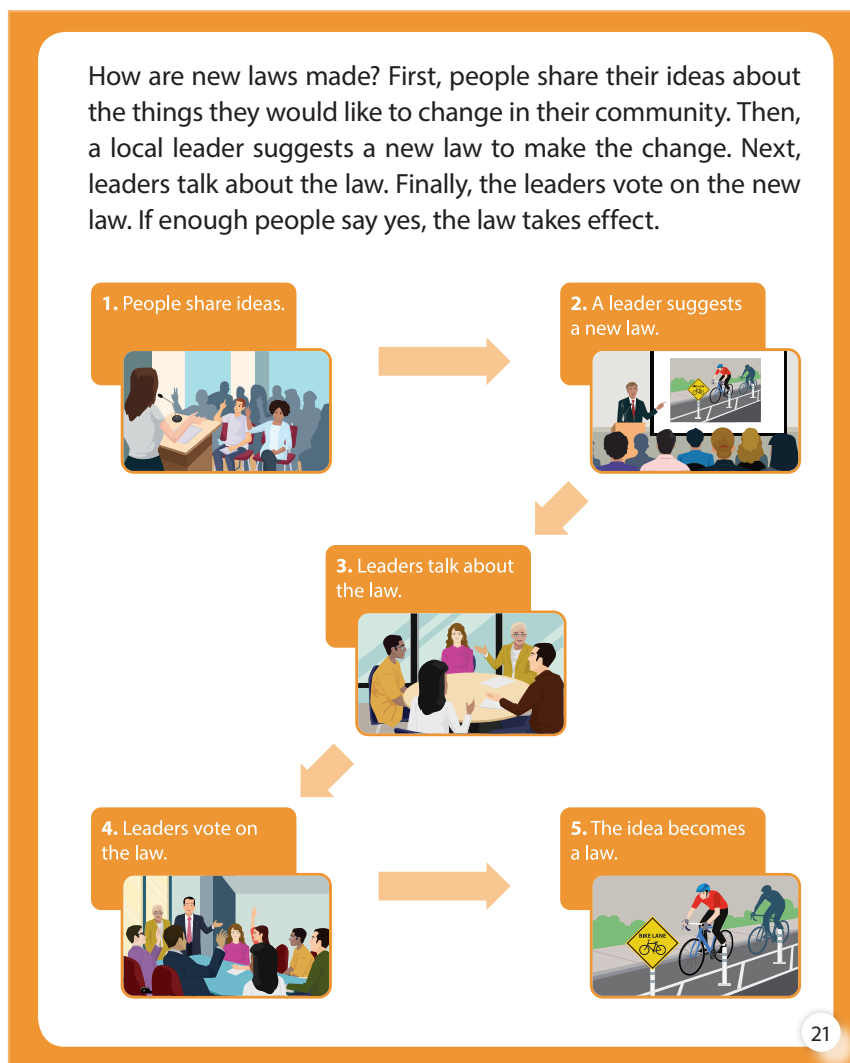 How are new laws made? First, people share their ideas about
the things they would like to change in their community. Then,
a local leader suggests a new law to make the change. Next,
leaders talk about the law. Finally, the leaders vote on the new
law. If enough people say yes, the law takes effect.
1. People share ideas.
2. A leader suggests
a new law.
3. Leaders talk about
the law.
4. Leaders vote on
the law.
5. The idea becomes
a law.
BIKE LANE
21